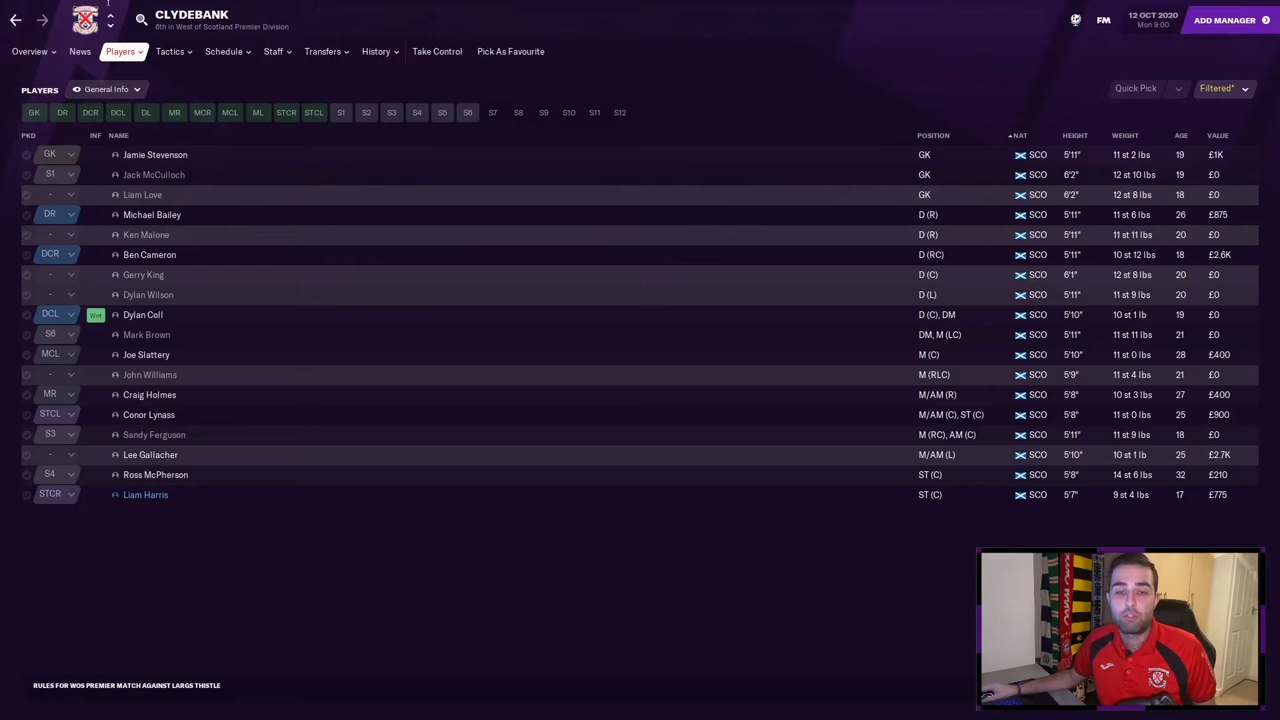 CLYDEBANK
6th in West of Scotland Premier Division
FM
12 OCT 2020
Mon 9:00
ADD MANAGER
Overview News Players Tactics Schedule Staff Transfers History Take Control Pick As Favourite
PLAYERS General Info Quick Pick Filtered*
GK DR DCR DCL DL MR MCR MCL ML STCR STCL S1 S2 S3 S4 S5 S6 S7 S8 S9 S10 S11 S12
PKD INF NAME POSITION NAT HEIGHT WEIGHT AGE VALUE
GK Jamie Stevenson GK SCO 5'11" 11 st 2 lbs 19 £1K
S1 Jack McCulloch GK SCO 6'2" 12 st 10 lbs 19 £0
- Liam Love GK SCO 6'2" 12 st 8 lbs 18 £0
DR Michael Bailey D (R) SCO 5'11" 11 st 6 lbs 26 £875
- Ken Malone D (R) SCO 5'11" 11 st 11 lbs 20 £0
DCR Ben Cameron D (RC) SCO 5'11" 10 st 12 lbs 18 £2.6K
- Gerry King D (C) SCO 6'1" 12 st 8 lbs 20 £0
- Dylan Wilson D (L) SCO 5'11" 11 st 9 lbs 20 £0
DCL Wnt Dylan Coll D (C), DM SCO 5'10" 10 st 1 lb 19 £0
S6 Mark Brown DM, M (LC) SCO 5'11" 11 st 11 lbs 21 £0
MCL Joe Slattery M (C) SCO 5'10" 11 st 0 lbs 28 £400
- John Williams M (RLC) SCO 5'9" 11 st 4 lbs 21 £0
MR Craig Holmes M/AM (R) SCO 5'8" 10 st 3 lbs 27 £400
STCL Conor Lynass M/AM (C), ST (C) SCO 5'8" 11 st 0 lbs 25 £900
S3 Sandy Ferguson M (RC), AM (C) SCO 5'11" 11 st 9 lbs 18 £0
- Lee Gallacher M/AM (L) SCO 5'10" 10 st 1 lb 25 £2.7K
S4 Ross McPherson ST (C) SCO 5'8" 14 st 6 lbs 32 £210
STCR Liam Harris ST (C) SCO 5'7" 9 st 4 lbs 17 £775
RULES FOR WOS PREMIER MATCH AGAINST LARGS THISTLE